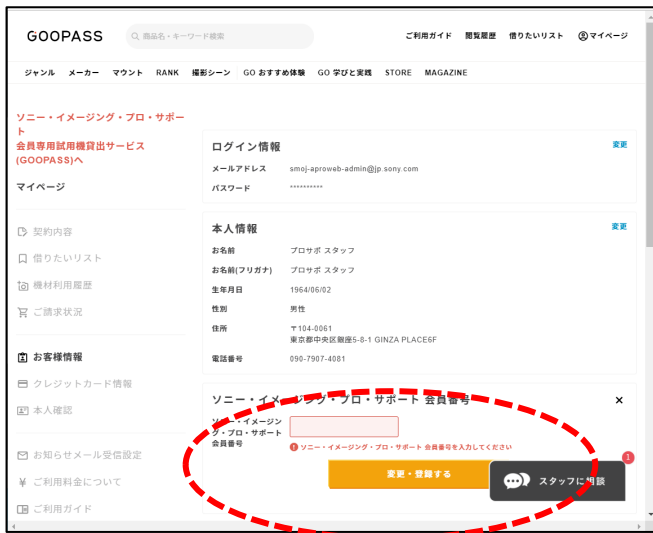 GOOPASS
商品名・キーワード検索
ご利用ガイド 閲覧履歴 借りたいリスト マイページ
ジャンル メーカー マウント RANK 撮影シーン GO おすすめ体験 GO 学びと実践 STORE MAGAZINE
ソニー・イメージング・プロ・サポー
ト
会員専用試用機貸出サービス
(GOOPASS)へ
マイページ
契約内容
借りたいリスト
機材利用履歴
ご請求状況
お客様情報
クレジットカード情報
本人確認
お知らせメール受信設定
¥ ご利用料金について
ご利用ガイド
ログイン情報 変更
メールアドレス smoj-aproweb-admin@jp.sony.com
パスワード **********
本人情報 変更
お名前 プロサポ スタッフ
お名前(フリガナ) プロサポ スタッフ
生年月日 1964/06/02
性別 男性
住所 〒104-0061
東京都中央区銀座5-8-1 GINZA PLACE6F
電話番号 090-7907-4081
ソニー・イメージング・プロ・サポート 会員番号 ×
ソニー・イメージン
グ・プロ・サポート
会員番号
ソニー・イメージング・プロ・サポート 会員番号を入力してください
変更・登録する
スタッフに相談
1